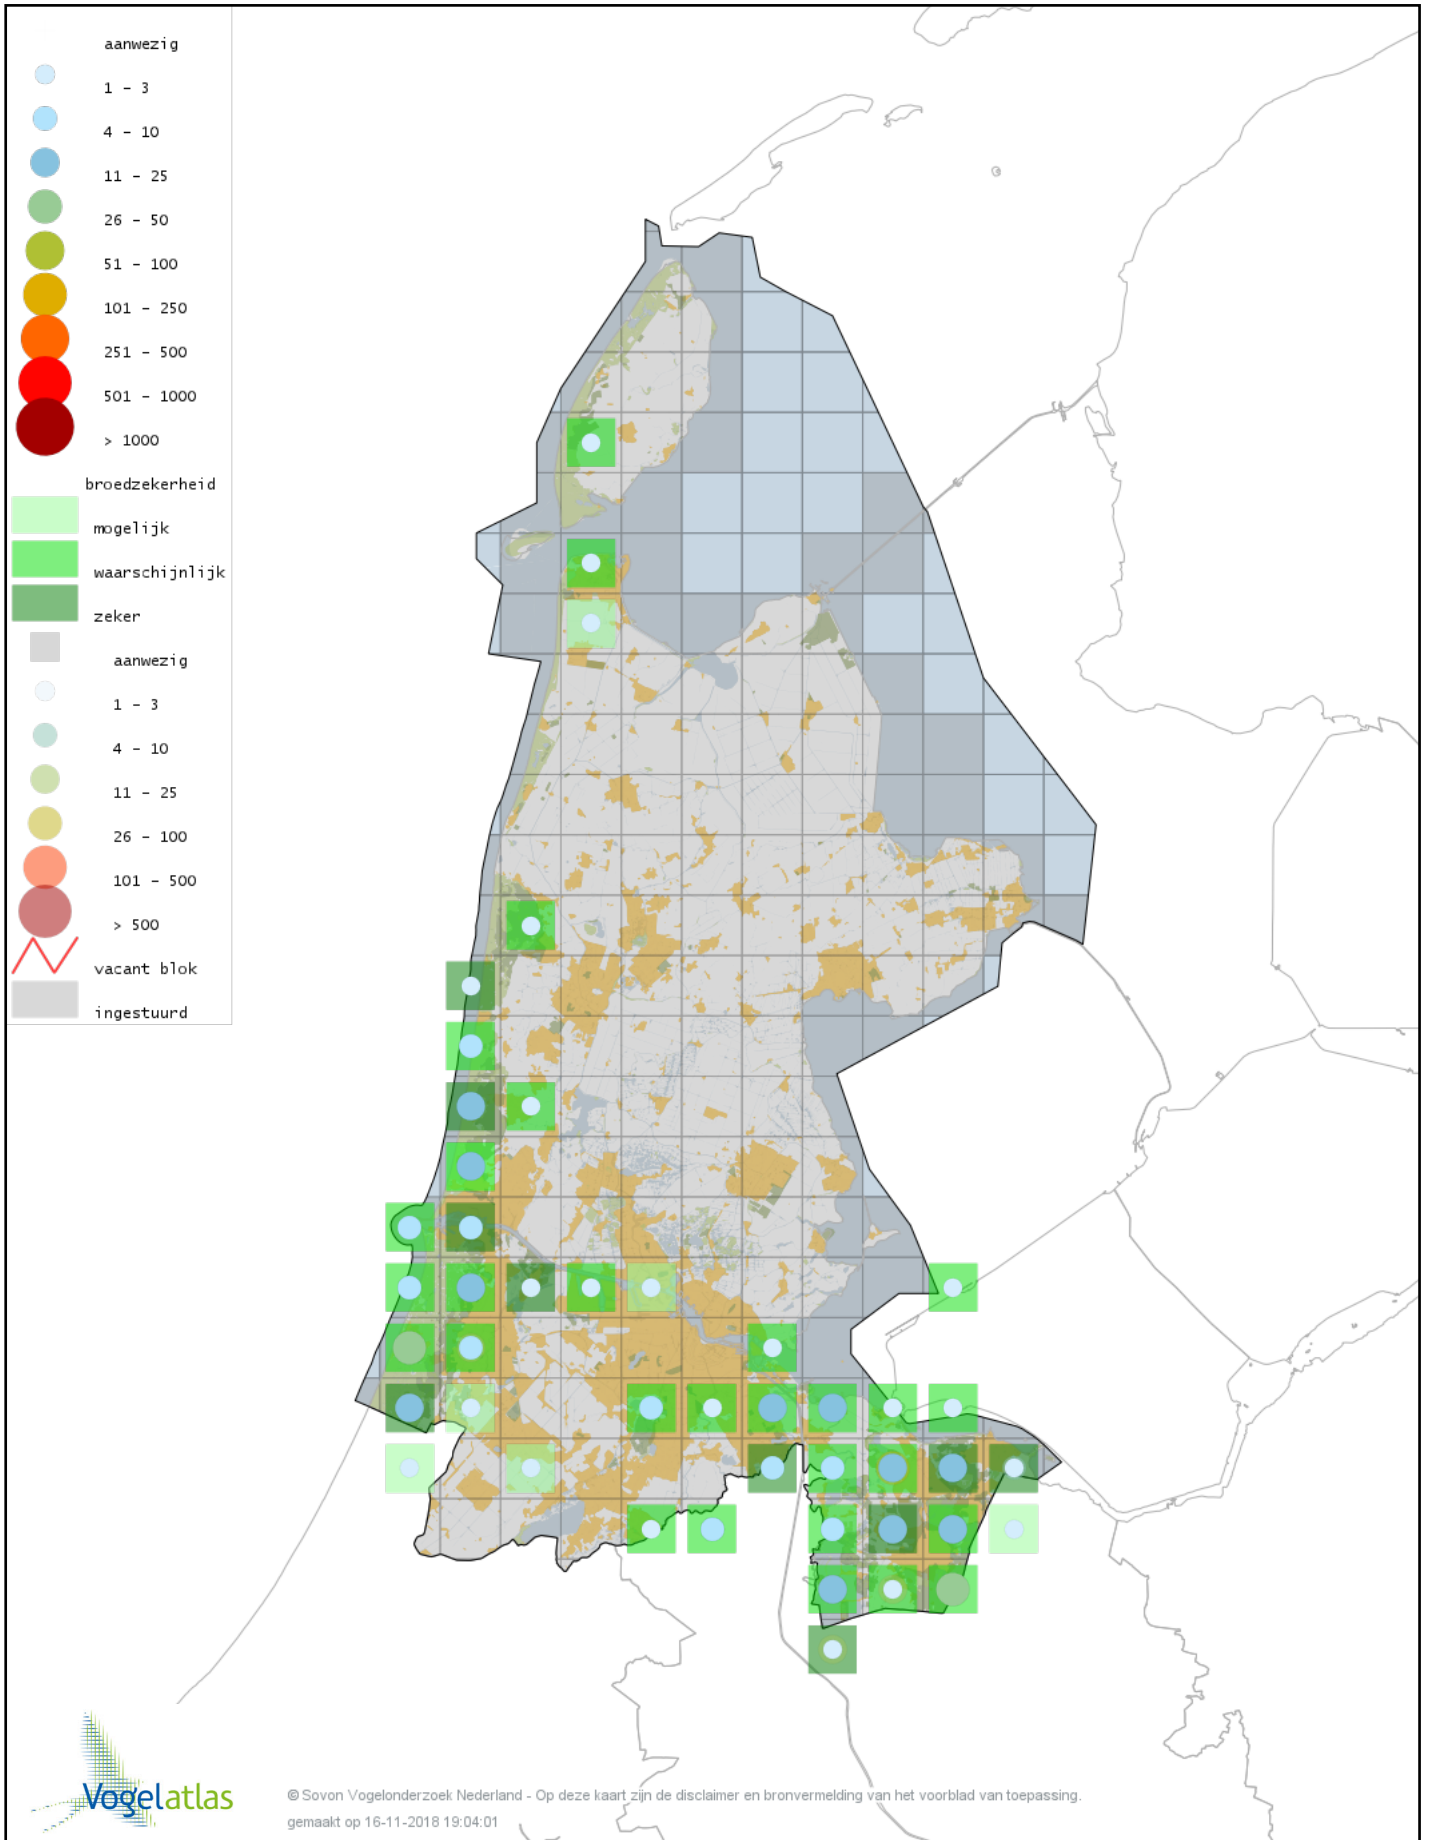 aanwezig
1 - 3
4 - 10
11 - 25
26 - 50
51 - 100
101 - 250
251 - 500
501 - 1000
> 1000
broedzekerheid
mogelijk
waarschijnlijk
zeker
aanwezig
1 - 3
4 - 10
11 - 25
26 - 100
101 - 500
> 500
vacant blok
ingestuurd
Vogelatlas
© Sovon Vogelonderzoek Nederland - Op deze kaart zijn de disclaimer en bronvermelding van het voorblad van toepassing.
gemaakt op 16-11-2018 19:04:01